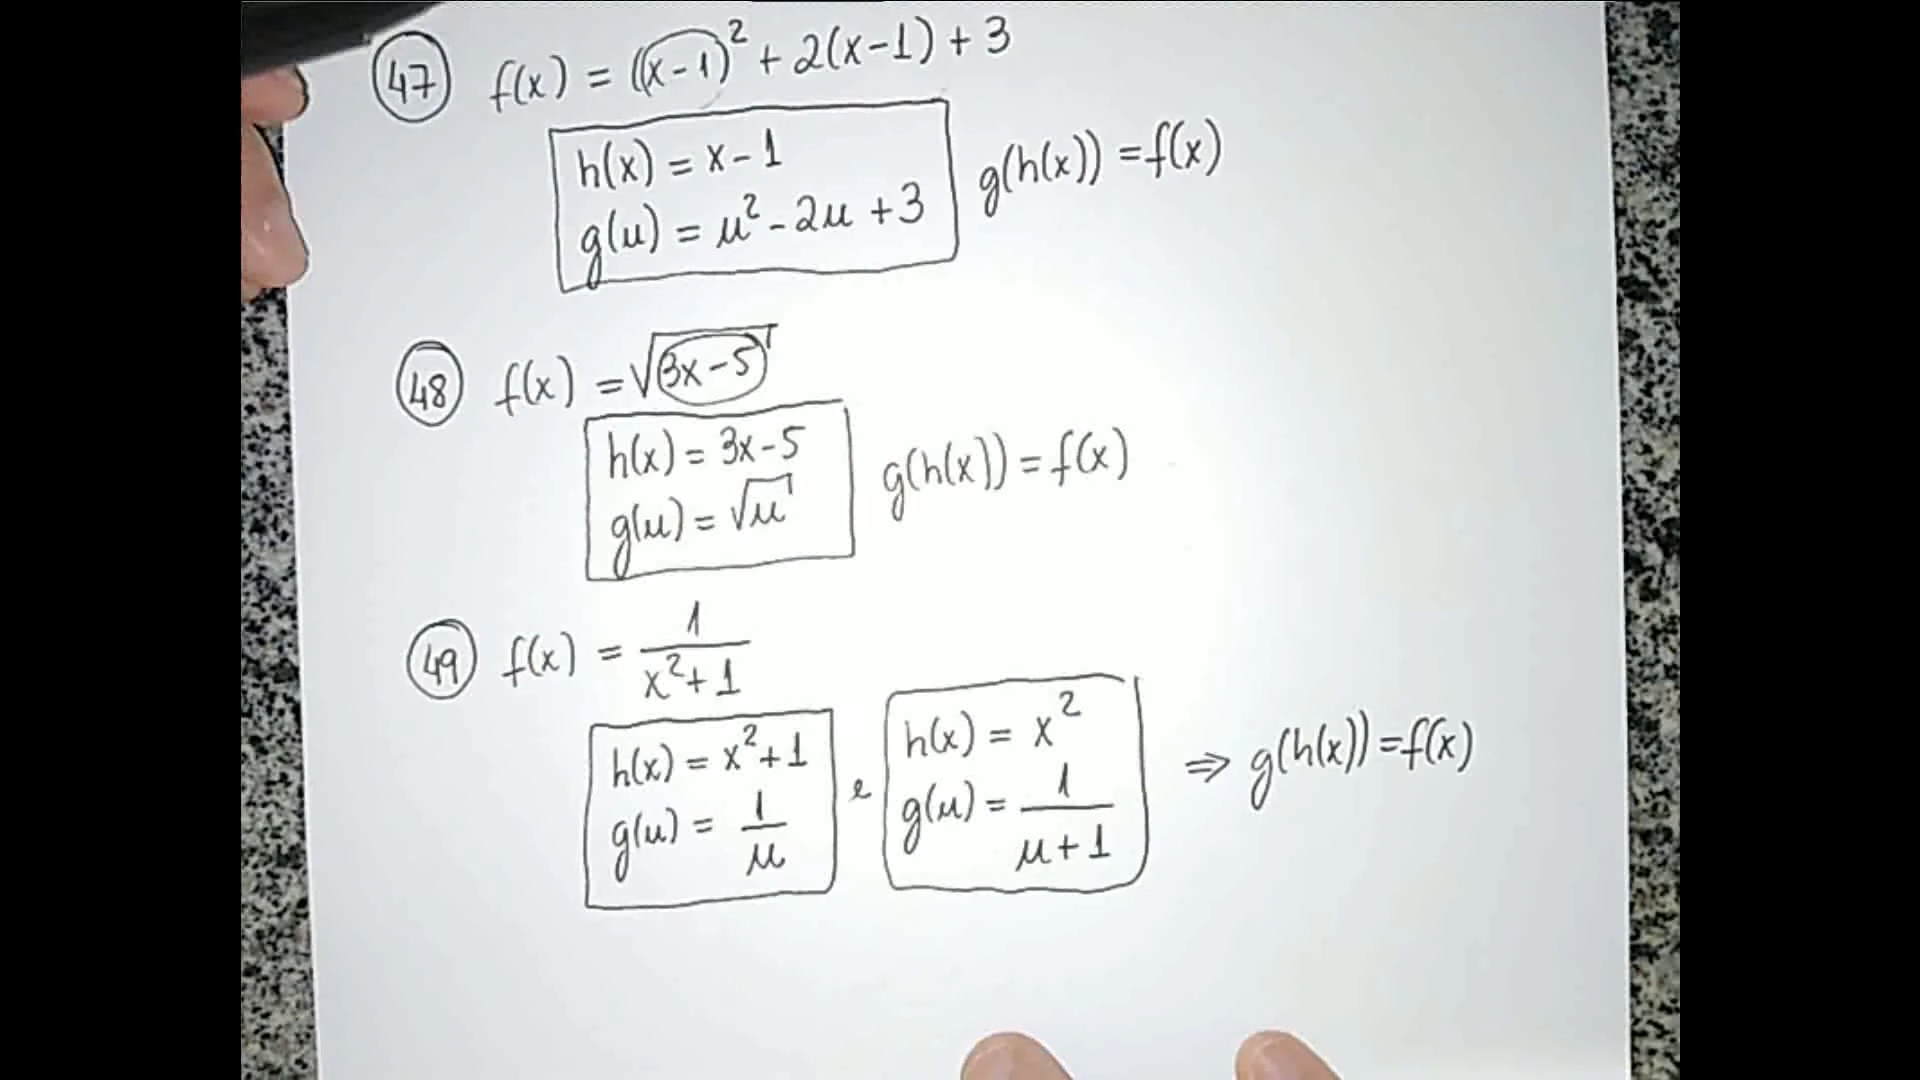 47 f(x) = (x-1)² + 2(x-1) + 3
h(x) = x - 1
g(u) = u² - 2u + 3
g(h(x)) = f(x)
48 f(x) = √(3x-5)
h(x) = 3x-5
g(u) = √u
g(h(x)) = f(x)
49 f(x) = 1/(x²+1)
h(x) = x²+1
g(u) = 1/u
e
h(x) = x²
g(u) = 1/(u+1)
⇒ g(h(x)) = f(x)